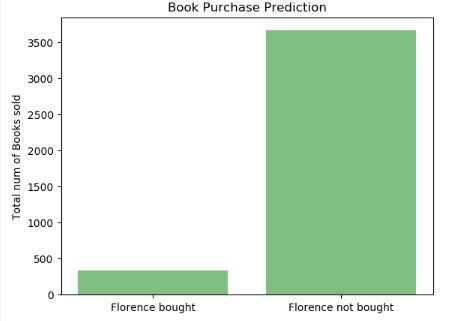 Book Purchase Prediction
Total num of Books sold
3500
3000
2500
2000
1500
1000
500
0
Florence bought
Florence not bought